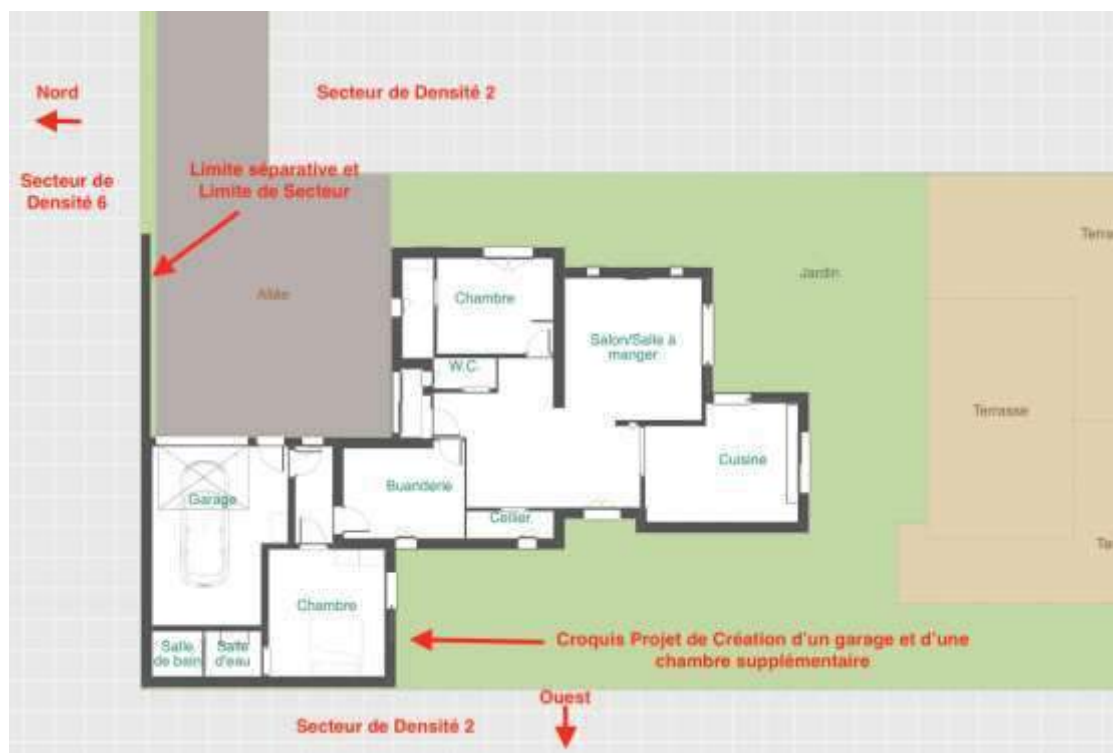 Nord
Secteur de Densité 2
Secteur de
Densité 6
Limite séparative et
Limite de Secteur
Terra
Allée
Chambre
Jardin
Salon/Salle à
manger
W.C.
Terrasse
Cuisine
Buanderie
Garage
Cellier
Te
Chambre
Salle
de bain
Salle
d'eau
Croquis Projet de Création d'un garage et d'une
chambre supplémentaire
Ouest
Secteur de Densité 2